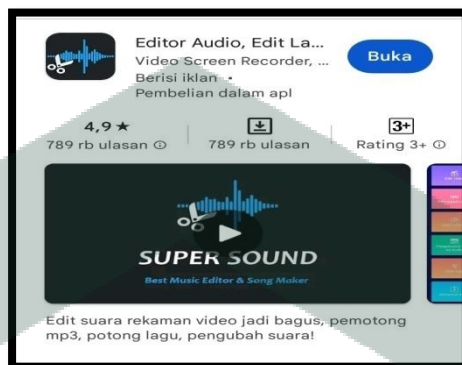 Editor Audio, Edit La...
Video Screen Recorder, ...
Buka
Berisi iklan •
Pembelian dalam apl
4,9 ★
3+
789 rb ulasan
789 rb ulasan
Rating 3+
SUPER SOUND
Best Music Editor & Song Maker
Edit suara rekaman video jadi bagus, pemotong
mp3, potong lagu, pengubah suara!